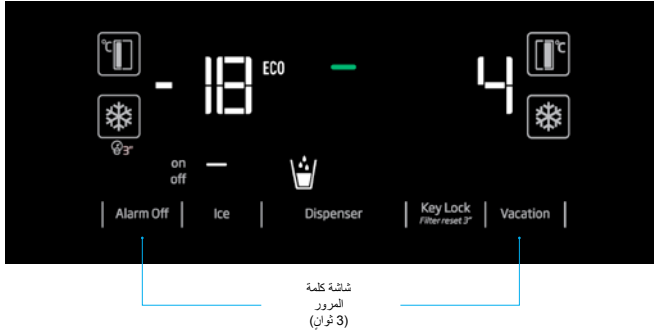 °C - 18 ECO 4 °C
3"
on
off
Alarm Off Ice Dispenser Key Lock Vacation
Filter reset 3"
شاشة كلمة
المرور
(3 ثوانٍ)